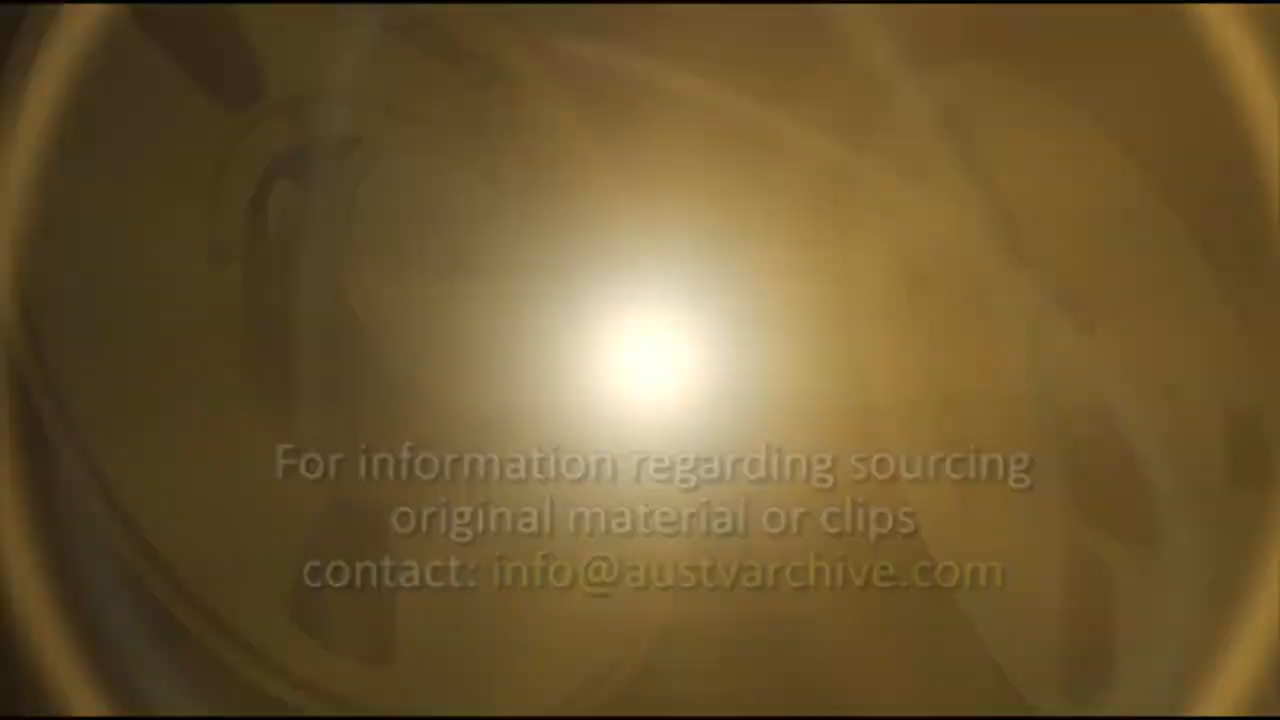 For information regarding sourcing
original material or clips
contact: info@austvarchive.com